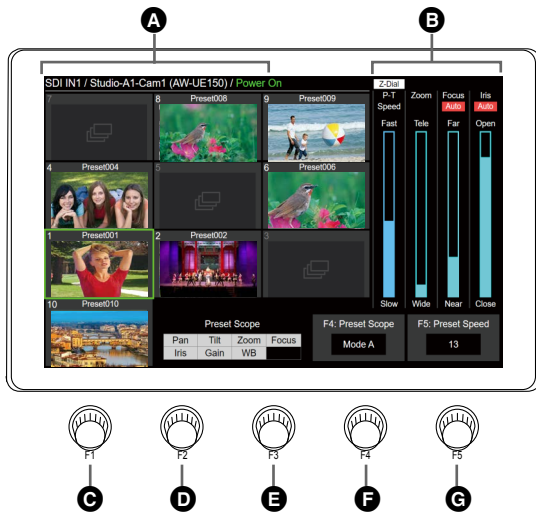 A
B
SDI IN1 / Studio-A1-Cam1 (AW-UE150) / Power On
Z-Dial
P-T Speed
Zoom
Focus
Iris
Auto
Auto
Fast
Tele
Far
Open
7
8 Preset008
9 Preset009
4 Preset004
5
6 Preset006
1 Preset001
2 Preset002
3
Slow
Wide
Near
Close
10 Preset010
Preset Scope
Pan Tilt Zoom Focus
Iris Gain WB
F4: Preset Scope
Mode A
F5: Preset Speed
13
F1
F2
F3
F4
F5
C
D
E
F
G